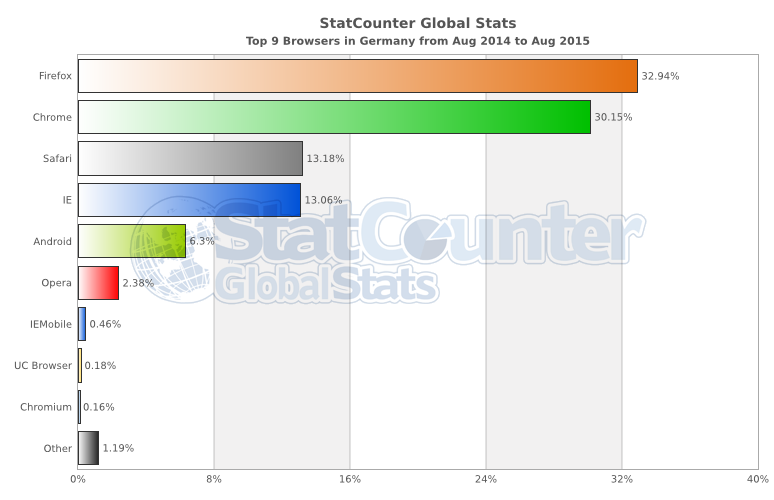 StatCounter Global Stats
Top 9 Browsers in Germany from Aug 2014 to Aug 2015
Firefox 32.94%
Chrome 30.15%
Safari 13.18%
IE 13.06%
StatCounter
Android 6.3%
GlobalStats
Opera 2.38%
IEMobile 0.46%
UC Browser 0.18%
Chromium 0.16%
Other 1.19%
0% 8% 16% 24% 32% 40%